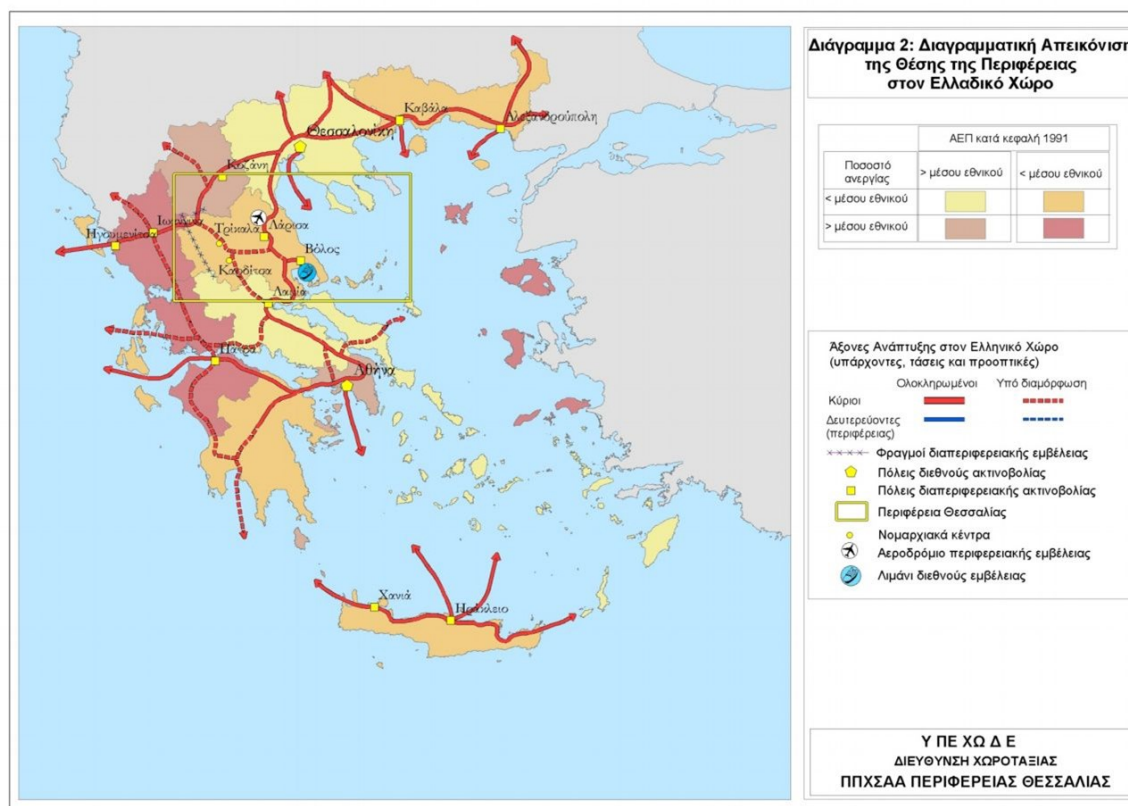 Διάγραμμα 2: Διαγραμματική Απεικόνιση
της Θέσης της Περιφέρειας
στον Ελλαδικό Χώρο
ΑΕΠ κατά κεφαλή 1991
Ποσοστό
ανεργίας
> μέσου εθνικού
< μέσου εθνικού
< μέσου εθνικού
> μέσου εθνικού
Άξονες Ανάπτυξης στον Ελληνικό Χώρο
(υπάρχοντες, τάσεις και προοπτικές)
Ολοκληρωμένοι
Υπό διαμόρφωση
Κύριοι
Δευτερεύοντες
(περιφέρειας)
Φραγμοί διαπεριφερειακής εμβέλειας
Πόλεις διεθνούς ακτινοβολίας
Πόλεις διαπεριφερειακής ακτινοβολίας
Περιφέρεια Θεσσαλίας
Νομαρχιακά κέντρα
Αεροδρόμιο περιφερειακής εμβέλειας
Λιμάνι διεθνούς εμβέλειας
Υ ΠΕ ΧΩ Δ Ε
ΔΙΕΥΘΥΝΣΗ ΧΩΡΟΤΑΞΙΑΣ
ΠΠΧΣΑΑ ΠΕΡΙΦΕΡΕΙΑΣ ΘΕΣΣΑΛΙΑΣ
Καβάλα
Αλεξανδρούπολη
Θεσσαλονίκη
Κοζάνη
Ιωάννινα
Ηγουμενίτσα
Τρίκαλα
Λάρισα
Βόλος
Καρδίτσα
Λαμία
Πάτρα
Αθήνα
Χανιά
Ηράκλειο